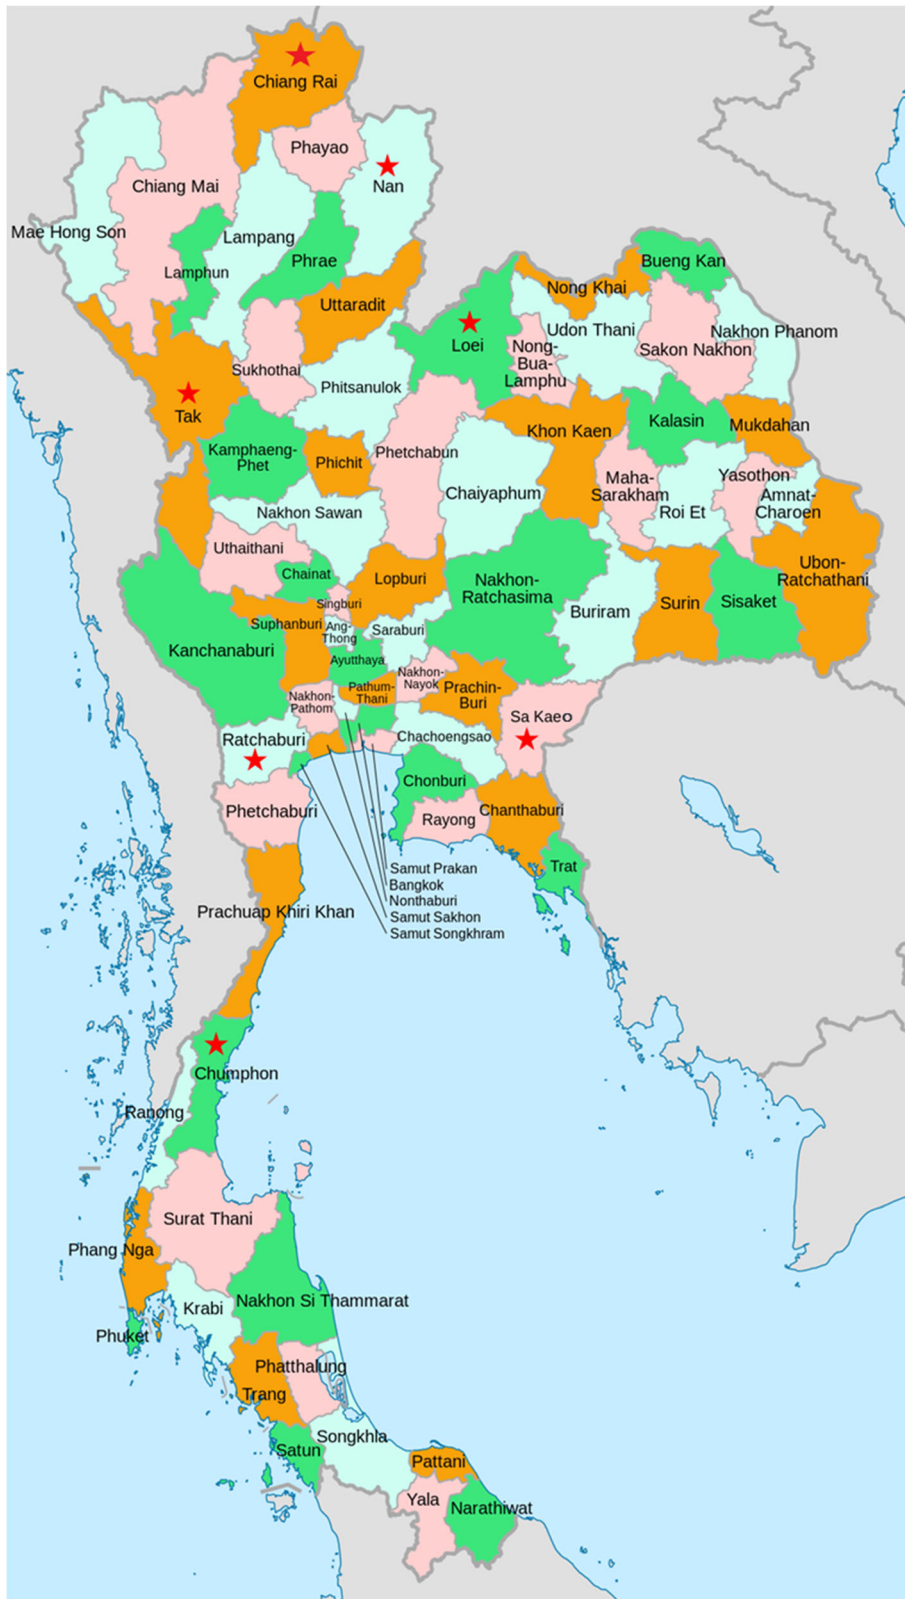 Chiang Rai
Phayao
Nan
Chiang Mai
Mae Hong Son
Lampang
Lamphun
Phrae
Uttaradit
Bueng Kan
Nong Khai
Loei
Udon Thani
Nakhon Phanom
Sakon Nakhon
Nong-
Bua-
Lamphu
Sukhothai
Phitsanulok
Tak
Kalasin
Mukdahan
Khon Kaen
Kamphaeng-
Phet
Phichit
Phetchabun
Chaiyaphum
Maha-
Sarakham
Roi Et
Yasothon
Amnat-
Charoen
Nakhon Sawan
Uthaithani
Chainat
Lopburi
Nakhon-
Ratchasima
Buriram
Surin
Sisaket
Ubon-
Ratchathani
Singburi
Suphanburi
Ang-
Thong
Saraburi
Kanchanaburi
Ayutthaya
Nakhon-
Nayok
Pathum-
Thani
Prachin-
Buri
Nakhon-
Pathom
Sa Kaeo
Ratchaburi
Chachoengsao
Chonburi
Phetchaburi
Rayong
Chanthaburi
Trat
Samut Prakan
Bangkok
Nonthaburi
Samut Sakhon
Samut Songkhram
Prachuap Khiri Khan
Chumphon
Ranong
Surat Thani
Phang Nga
Nakhon Si Thammarat
Krabi
Phuket
Phatthalung
Trang
Songkhla
Satun
Pattani
Yala
Narathiwat